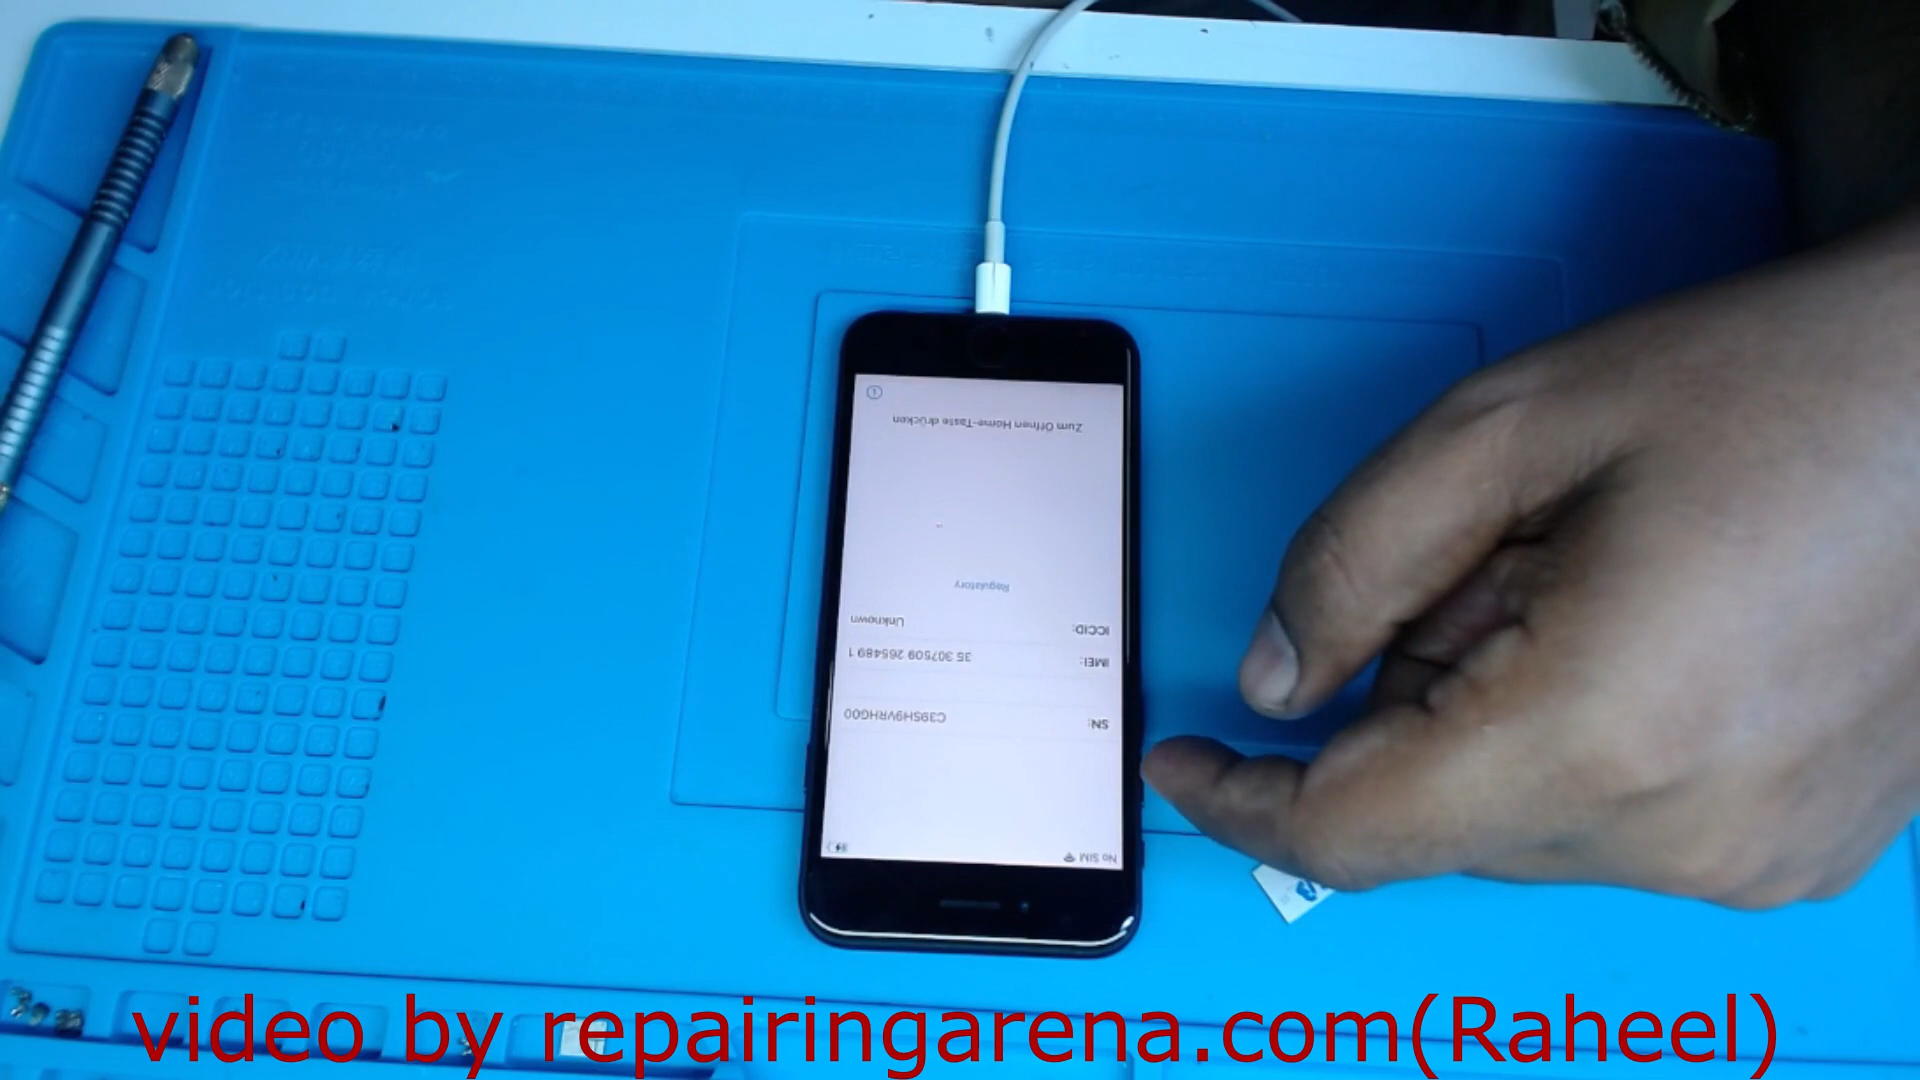 No SIM
SN: C39SH9VRHG00
IMEI: 35 307509 265489 1
ICCID: Unknown
Regulatory
Zum Öffnen Home-Taste drücken
video by repairingarena.com(Raheel)